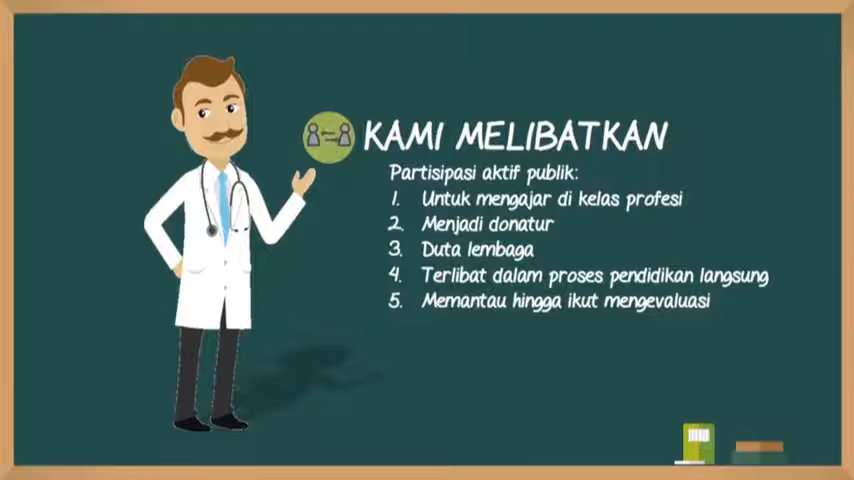 KAMI MELIBATKAN
Partisipasi aktif publik:
1. Untuk mengajar di kelas profesi
2. Menjadi donatur
3. Duta lembaga
4. Terlibat dalam proses pendidikan langsung
5. Memantau hingga ikut mengevaluasi